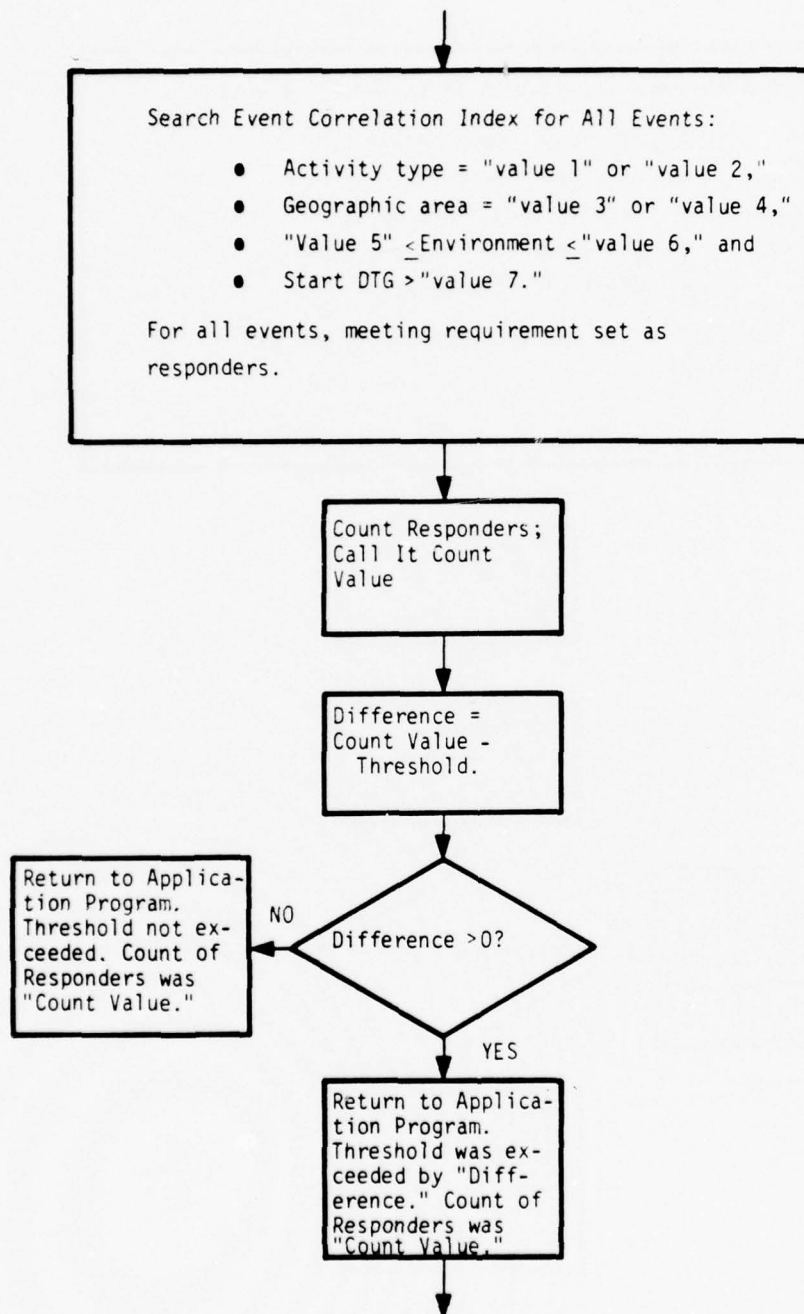 Search Event Correlation Index for All Events:
● Activity type = "value 1" or "value 2,"
● Geographic area = "value 3" or "value 4,"
● "Value 5" ≤ Environment ≤ "value 6," and
● Start DTG > "value 7."
For all events, meeting requirement set as
responders.
Count Responders;
Call It Count
Value
Difference =
Count Value -
Threshold.
Difference >0?
NO
Return to Applica-
tion Program.
Threshold not ex-
ceeded. Count of
Responders was
"Count Value."
YES
Return to Applica-
tion Program.
Threshold was ex-
ceeded by "Diff-
erence." Count of
Responders was
"Count Value."